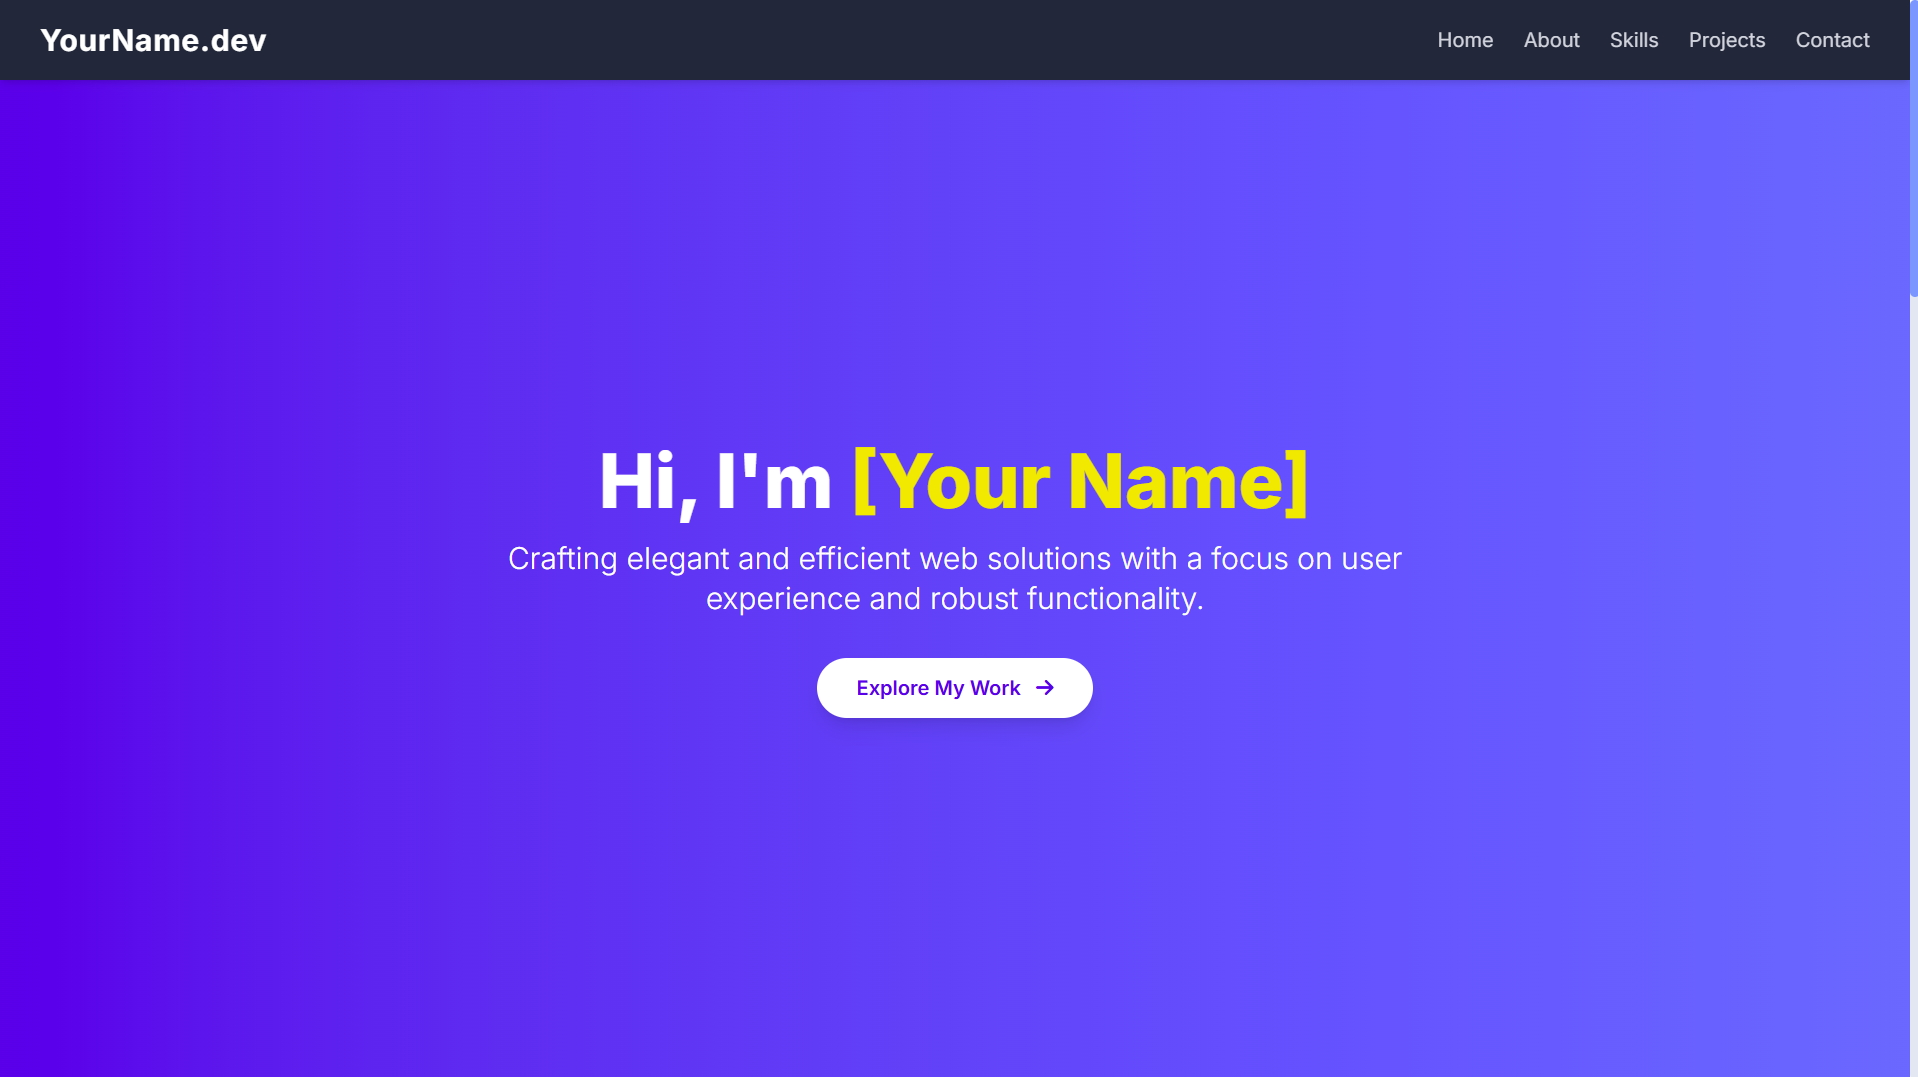 YourName.dev
Home About Skills Projects Contact
Hi, I'm [Your Name]
Crafting elegant and efficient web solutions with a focus on user
experience and robust functionality.
Explore My Work